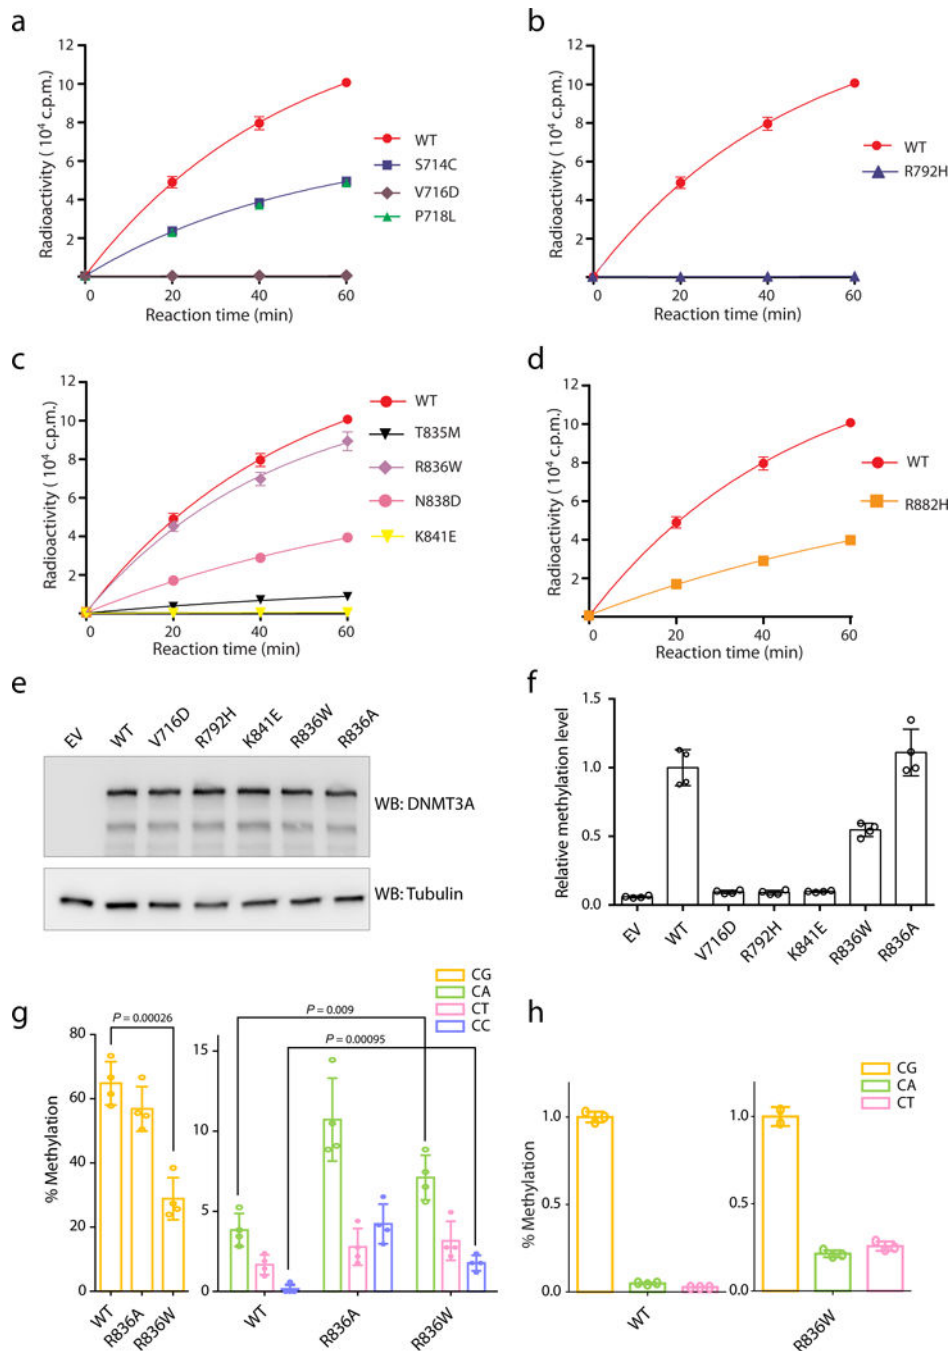 a
12
10
8
6
4
2
0
20
40
60
Radioactivity ( 10⁴ c.p.m.)
Reaction time (min)
WT
S714C
V716D
P718L
b
12
10
8
6
4
2
0
20
40
60
Radioactivity ( 10⁴ c.p.m.)
Reaction time (min)
WT
R792H
c
12
10
8
6
4
2
0
20
40
60
Radioactivity ( 10⁴ c.p.m.)
Reaction time (min)
WT
T835M
R836W
N838D
K841E
d
12
10
8
6
4
2
0
20
40
60
Radioactivity ( 10⁴ c.p.m.)
Reaction time (min)
WT
R882H
e
EV
WT
V716D
R792H
K841E
R836W
R836A
WB: DNMT3A
WB: Tubulin
f
1.5
1.0
0.5
0.0
Relative methylation level
EV
WT
V716D
R792H
K841E
R836W
R836A
g
CG
CA
CT
CC
P = 0.00026
P = 0.009
P = 0.00095
80
60
40
20
0
% Methylation
WT
R836A
R836W
15
10
5
0
WT
R836A
R836W
h
CG
CA
CT
1.0
0.5
0.0
% Methylation
WT
1.0
0.5
0.0
R836W